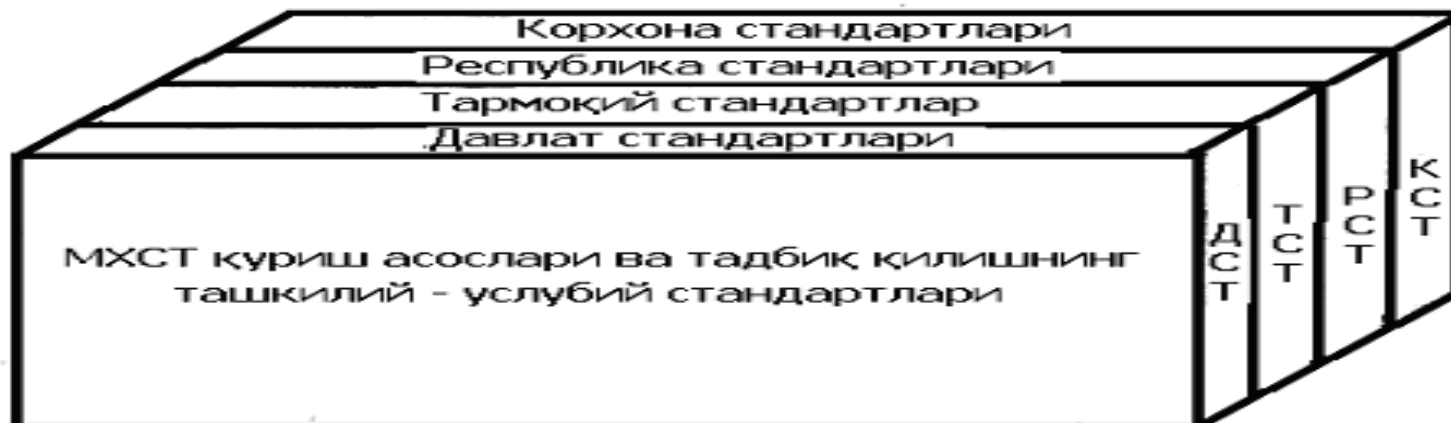 Корхона стандартлари
Республика стандартлари
Тармоқий стандартлар
Давлат стандартлари
МХСТ қуриш асослари ва тадбиқ қилишнинг
ташкилий - услубий стандартлари
ДСТ
ТСТ
РСТ
КСТ